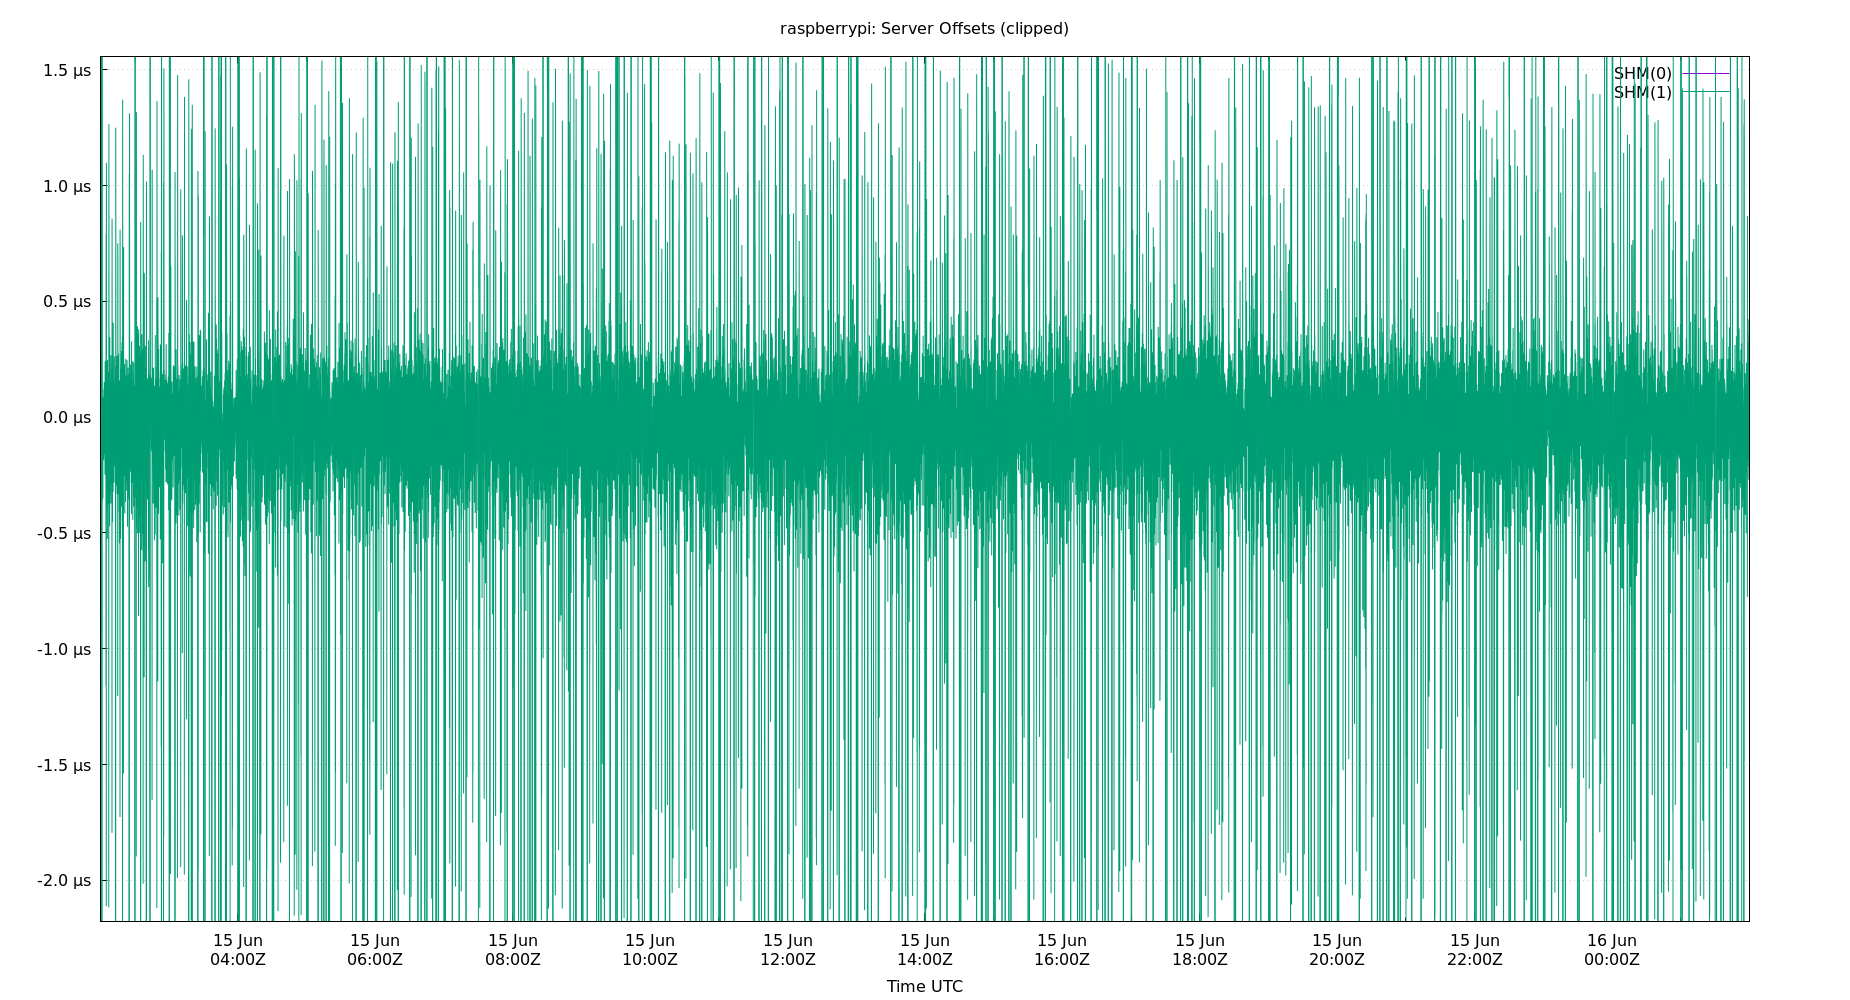 raspberrypi: Server Offsets (clipped)
1.5 µs
1.0 µs
0.5 µs
0.0 µs
-0.5 µs
-1.0 µs
-1.5 µs
-2.0 µs
SHM(0)
SHM(1)
15 Jun 15 Jun 15 Jun 15 Jun 15 Jun 15 Jun 15 Jun 15 Jun 15 Jun 15 Jun 16 Jun
04:00Z 06:00Z 08:00Z 10:00Z 12:00Z 14:00Z 16:00Z 18:00Z 20:00Z 22:00Z 00:00Z
Time UTC